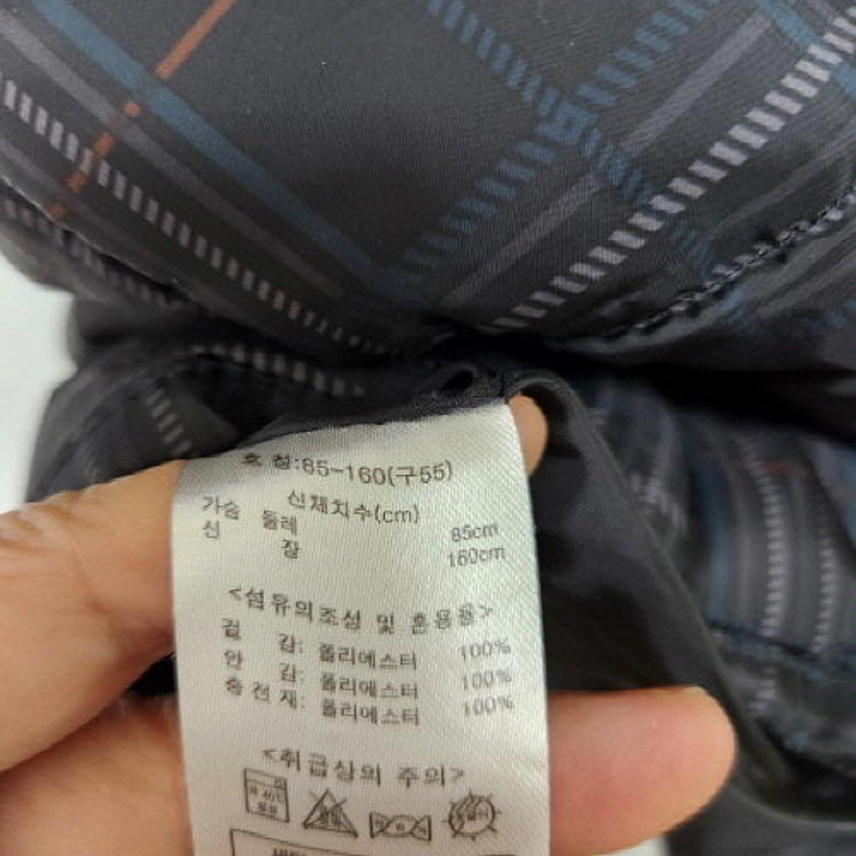 호 칭:85-160(구55)
신체치수(cm)
가슴 둘레 85cm
신 장 160cm
<섬유의조성 및 혼용율>
겉 감: 폴리에스터 100%
안 감: 폴리에스터 100%
충 전 재: 폴리에스터 100%
<취급상의 주의>